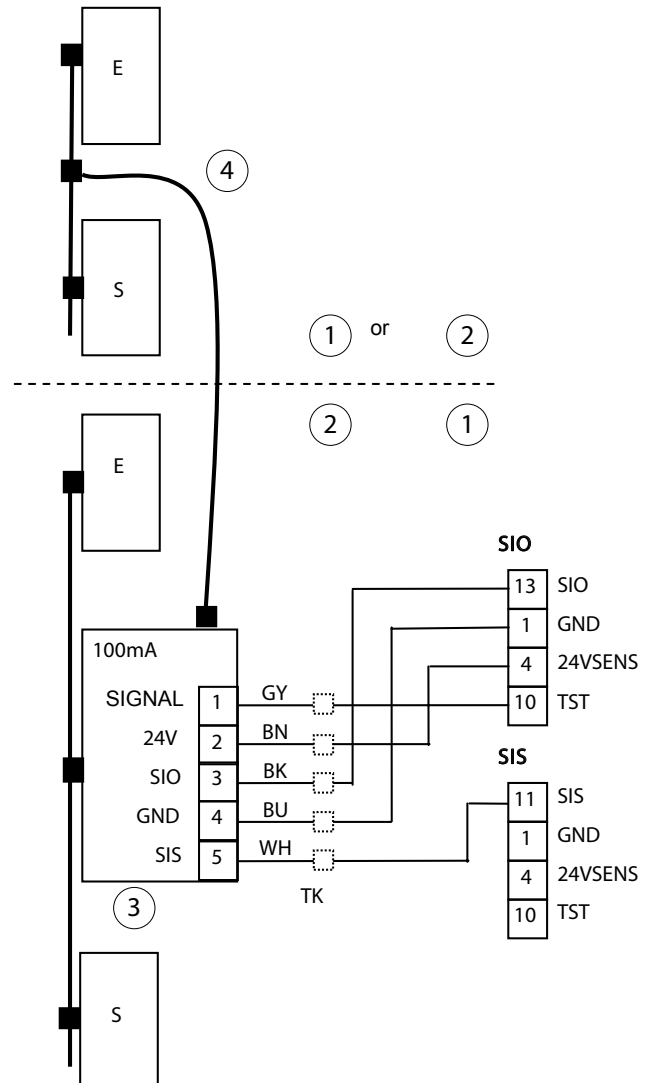 E
4
S
1 or 2
2 1
E
SIO
13 SIO
1 GND
4 24VSENS
10 TST
100mA
SIGNAL 1 GY
24V 2 BN
SIO 3 BK
GND 4 BU
SIS 5 WH
TK
SIS
11 SIS
1 GND
4 24VSENS
10 TST
3
S